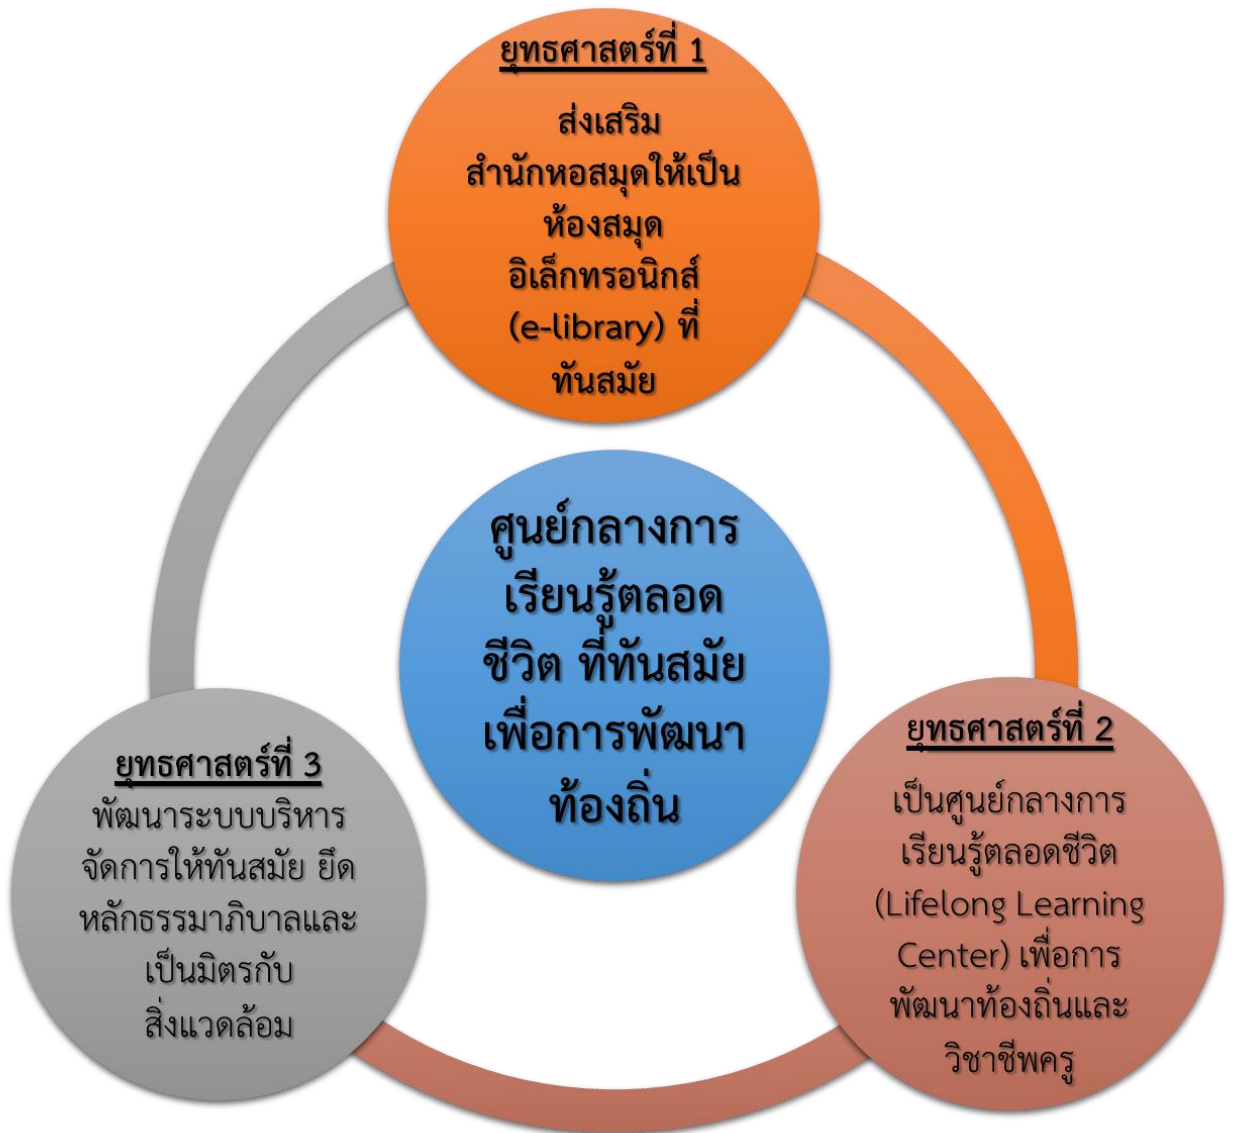 ยุทธศาสตร์ที่ 1
ส่งเสริม
สำนักหอสมุดให้เป็น
ห้องสมุด
อิเล็กทรอนิกส์
(e-library) ที่
ทันสมัย
ศูนย์กลางการ
เรียนรู้ตลอด
ชีวิต ที่ทันสมัย
เพื่อการพัฒนา
ท้องถิ่น
ยุทธศาสตร์ที่ 2
เป็นศูนย์กลางการ
เรียนรู้ตลอดชีวิต
(Lifelong Learning
Center) เพื่อการ
พัฒนาท้องถิ่นและ
วิชาชีพครู
ยุทธศาสตร์ที่ 3
พัฒนาระบบบริหาร
จัดการให้ทันสมัย ยึด
หลักธรรมาภิบาลและ
เป็นมิตรกับ
สิ่งแวดล้อม